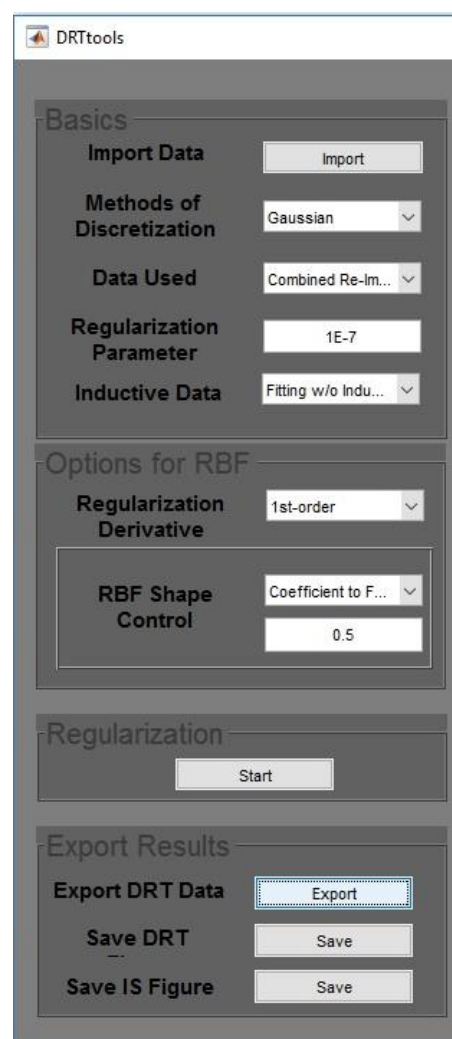 DRTtools
Basics
Import Data
Import
Methods of
Discretization
Gaussian
Data Used
Combined Re-Im...
Regularization
Parameter
1E-7
Inductive Data
Fitting w/o Indu...
Options for RBF
Regularization
Derivative
1st-order
RBF Shape
Control
Coefficient to F...
0.5
Regularization
Start
Export Results
Export DRT Data
Export
Save DRT
Save
Save IS Figure
Save